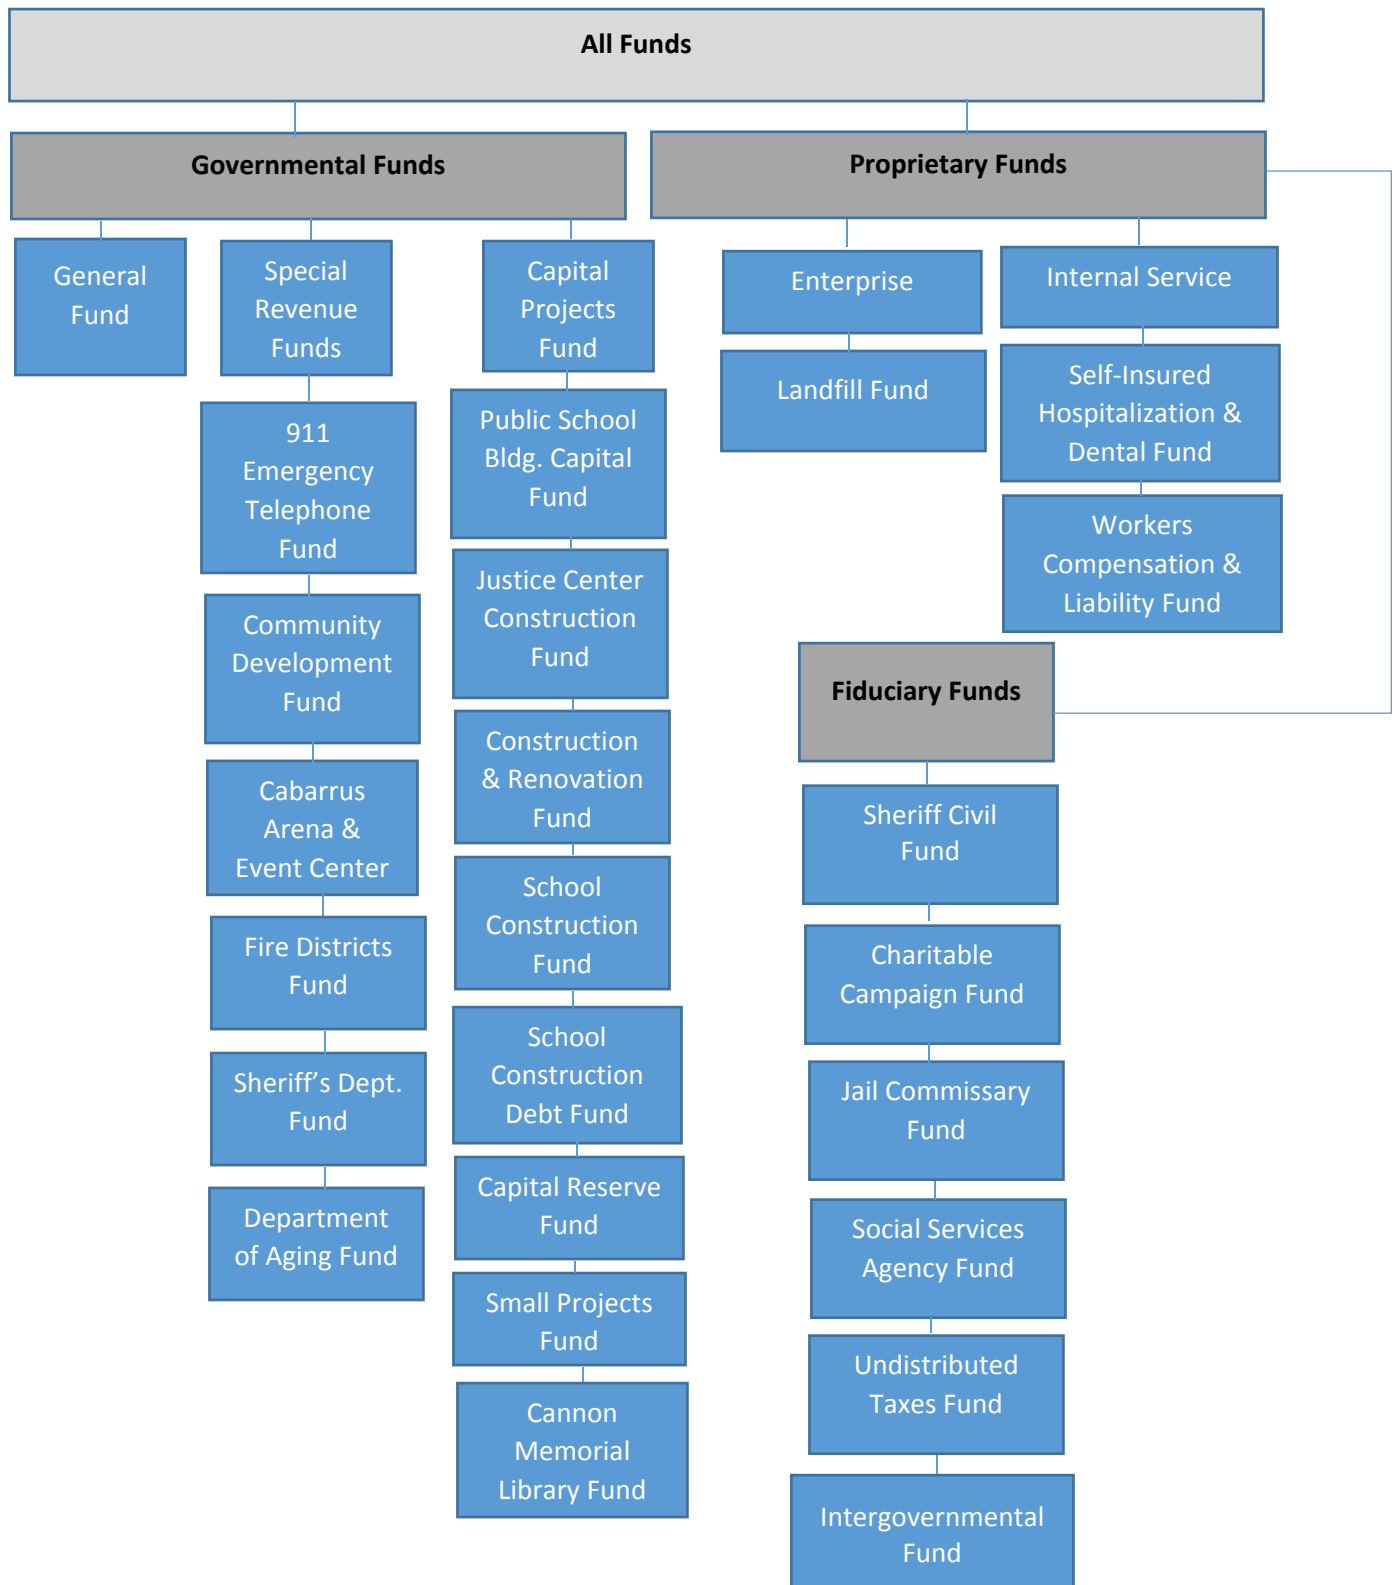 All Funds
Governmental Funds
Proprietary Funds
General
Fund
Special
Revenue
Funds
911
Emergency
Telephone
Fund
Community
Development
Fund
Cabarrus
Arena &
Event Center
Fire Districts
Fund
Sheriff’s Dept.
Fund
Department
of Aging Fund
Capital
Projects
Fund
Public School
Bldg. Capital
Fund
Justice Center
Construction
Fund
Construction
& Renovation
Fund
School
Construction
Fund
School
Construction
Debt Fund
Capital Reserve
Fund
Small Projects
Fund
Cannon
Memorial
Library Fund
Enterprise
Landfill Fund
Internal Service
Self-Insured
Hospitalization &
Dental Fund
Workers
Compensation &
Liability Fund
Fiduciary Funds
Sheriff Civil
Fund
Charitable
Campaign Fund
Jail Commissary
Fund
Social Services
Agency Fund
Undistributed
Taxes Fund
Intergovernmental
Fund